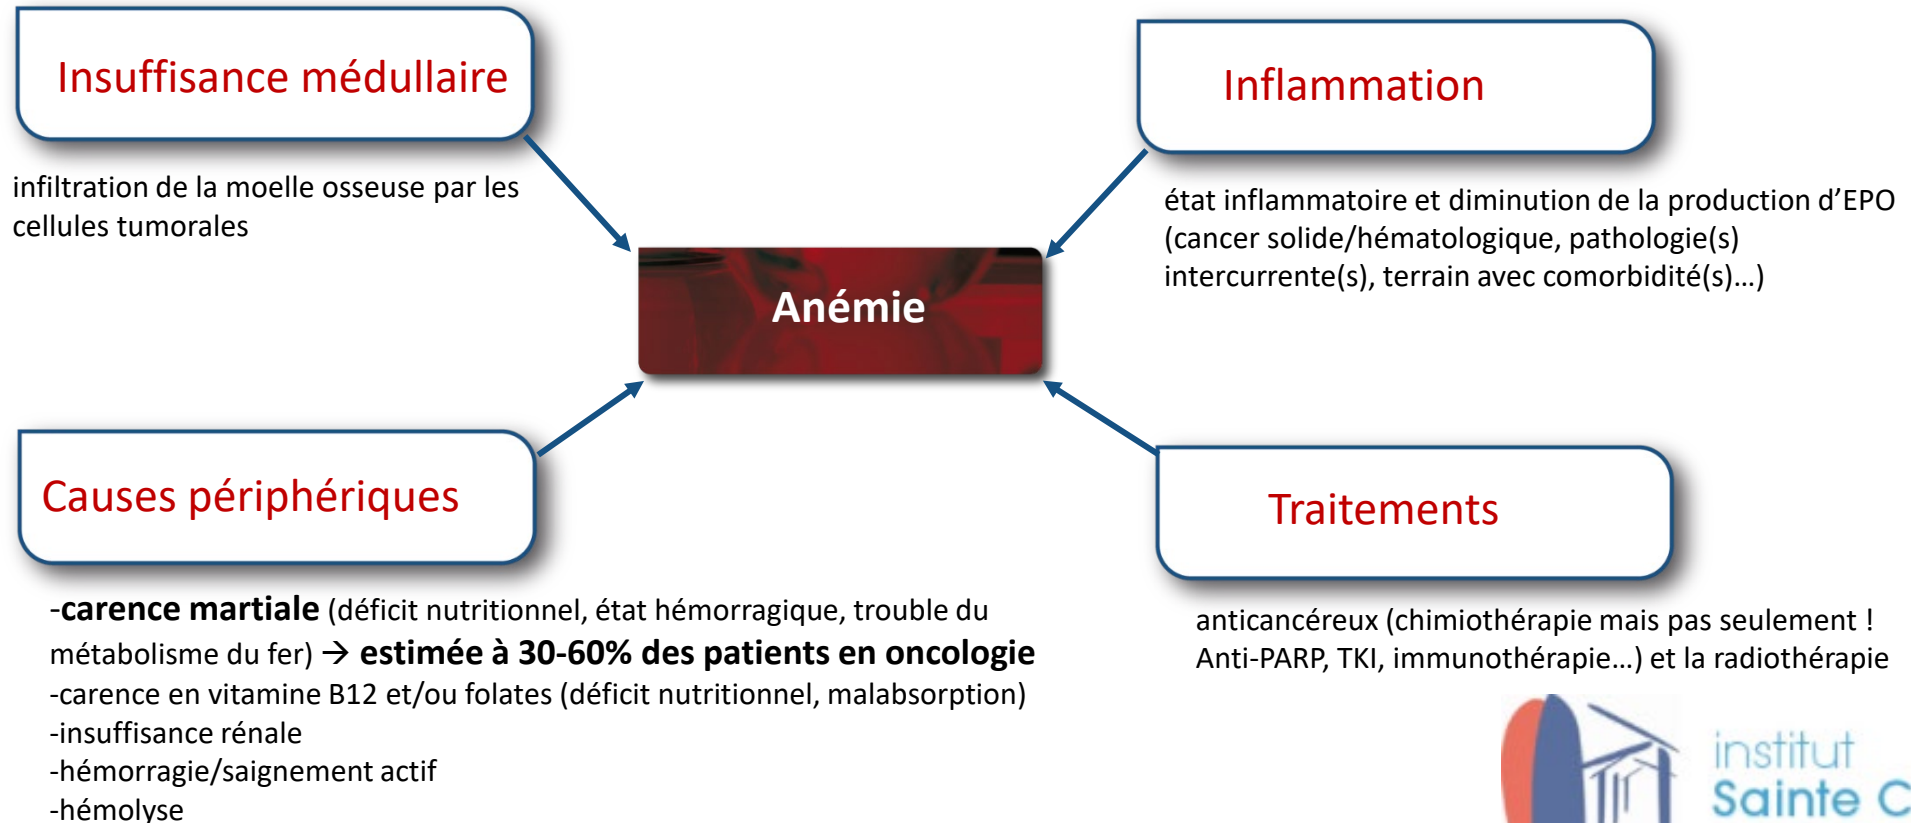 Insuffisance médullaire
infiltration de la moelle osseuse par les
cellules tumorales
Inflammation
état inflammatoire et diminution de la production d’EPO
(cancer solide/hématologique, pathologie(s)
intercurrente(s), terrain avec comorbidité(s)…)
Anémie
Causes périphériques
-carence martiale (déficit nutritionnel, état hémorragique, trouble du
métabolisme du fer) → estimée à 30-60% des patients en oncologie
-carence en vitamine B12 et/ou folates (déficit nutritionnel, malabsorption)
-insuffisance rénale
-hémorragie/saignement actif
-hémolyse
Traitements
anticancéreux (chimiothérapie mais pas seulement !
Anti-PARP, TKI, immunothérapie…) et la radiothérapie
institut
Sainte C